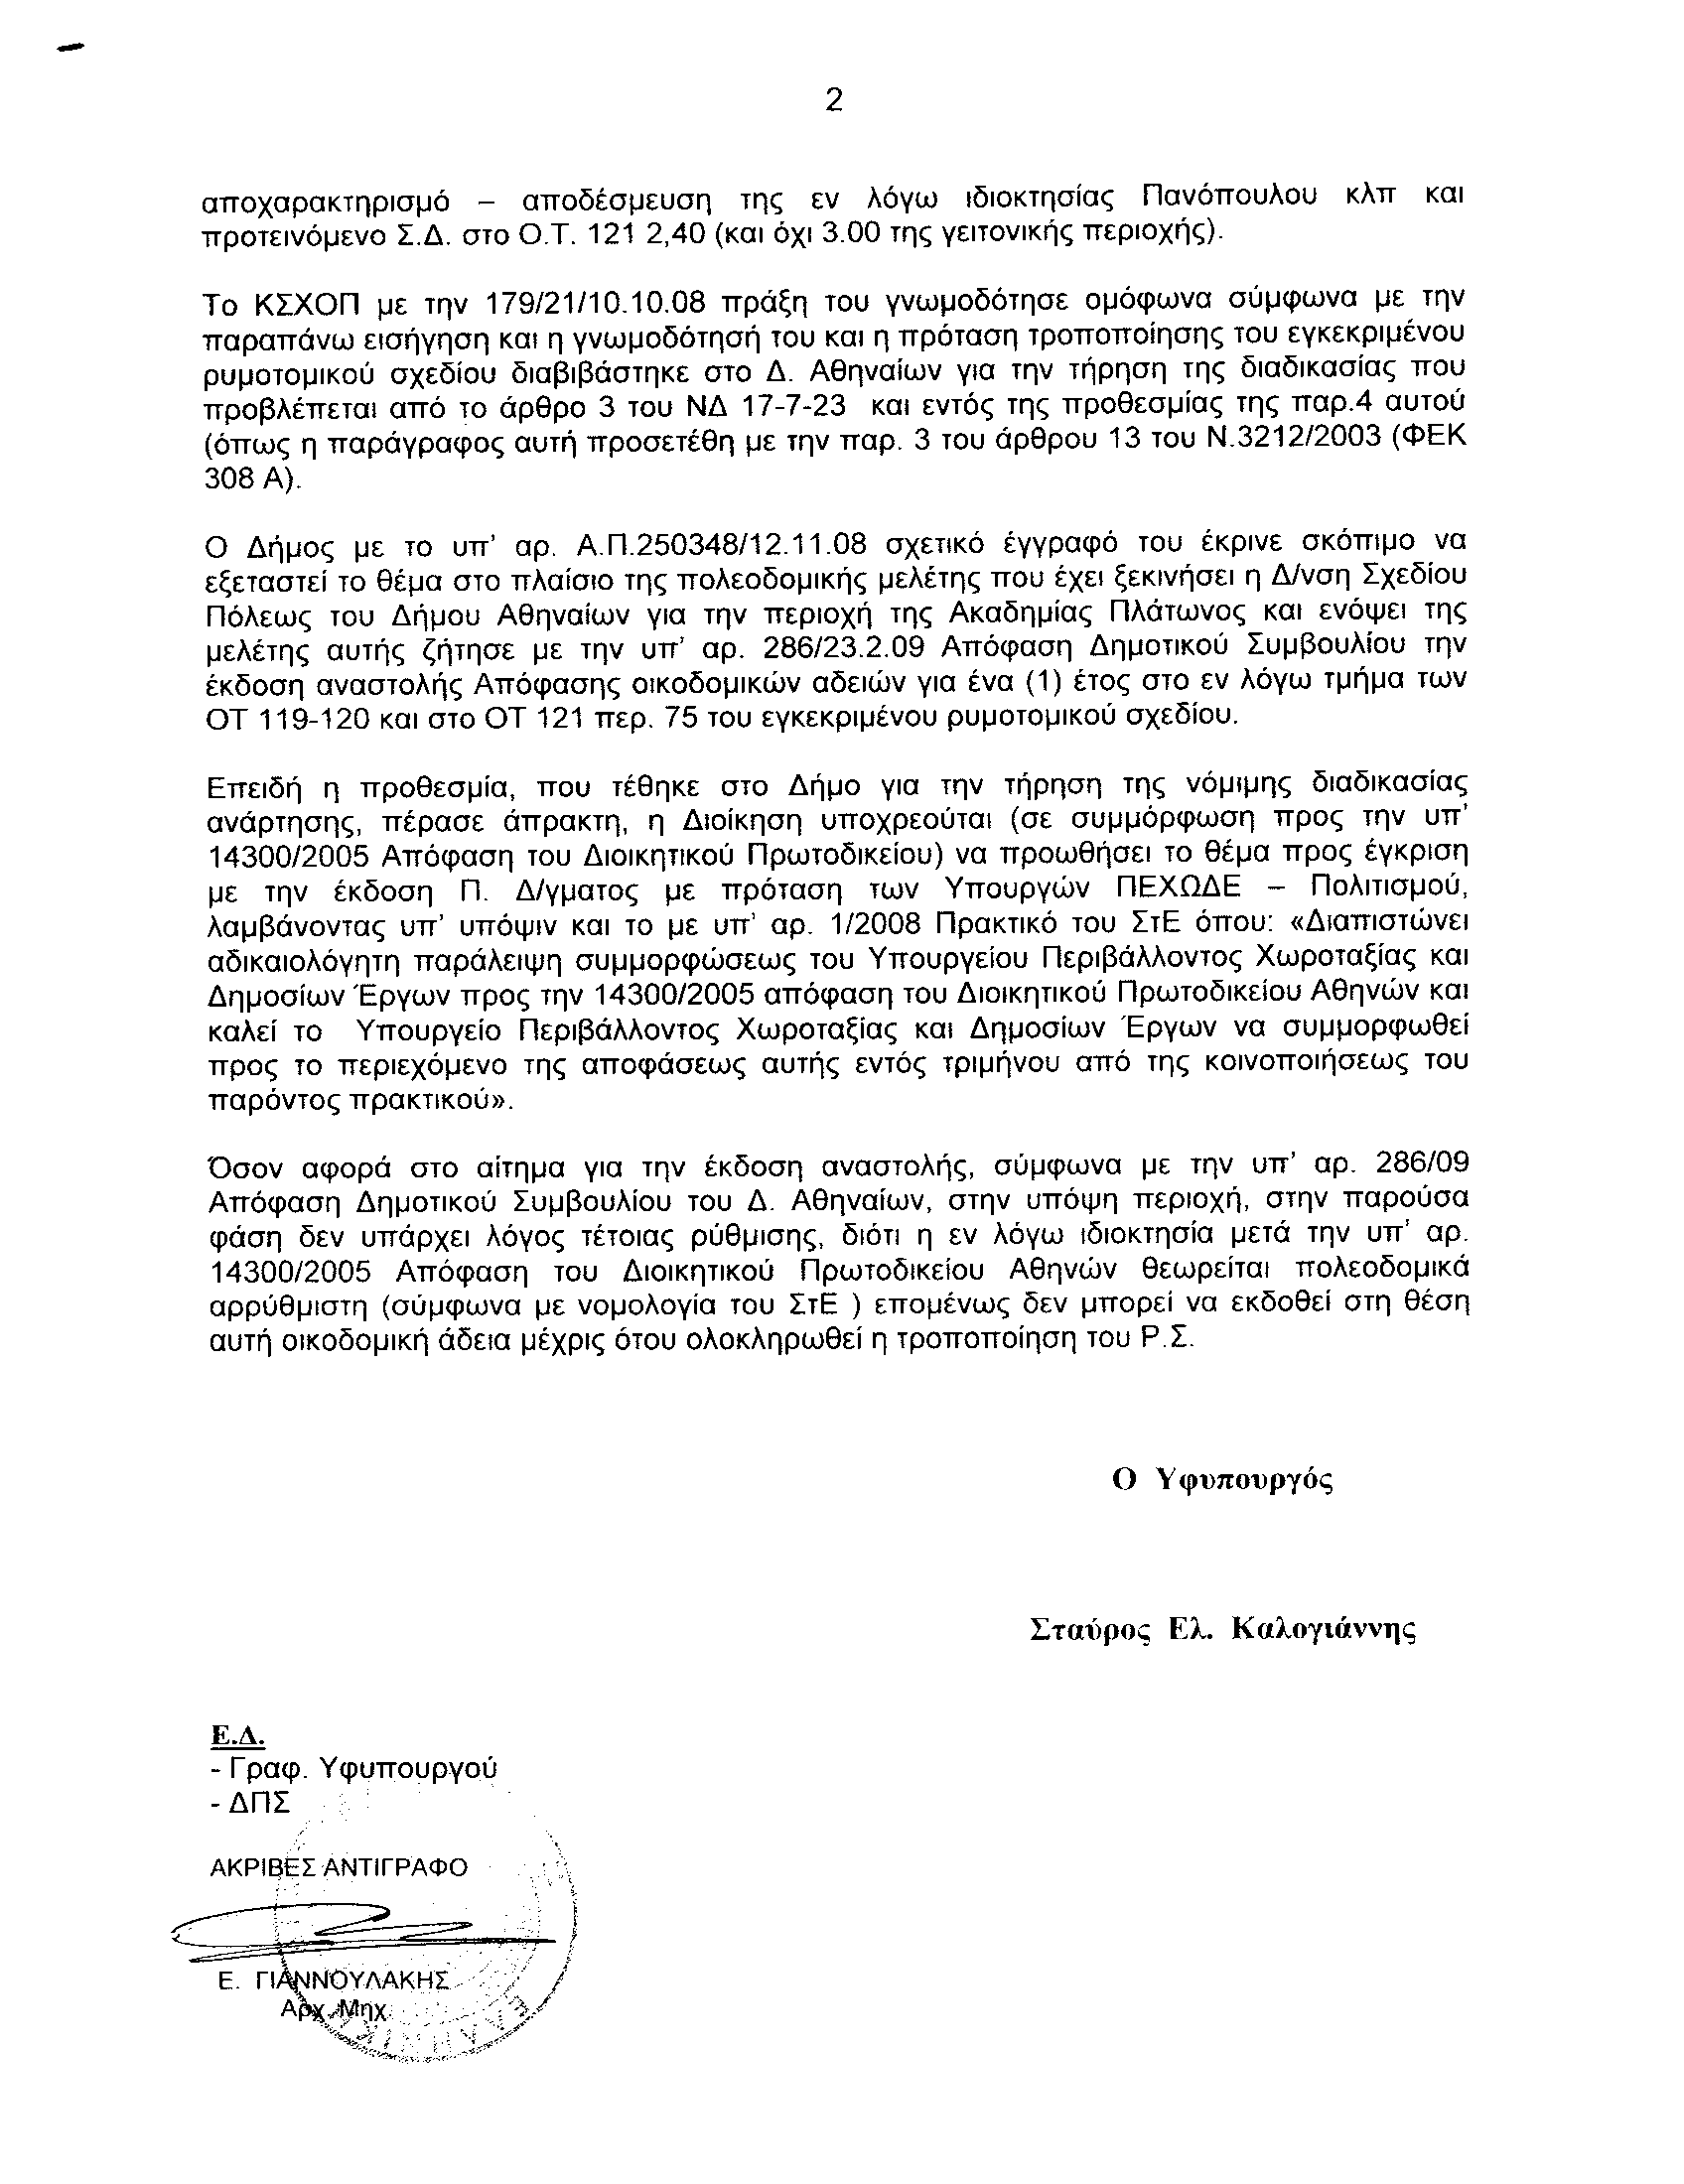 2
αποχαρακτηρισμό – αποδέσμευση της εν λόγω ιδιοκτησίας Πανόπουλου κλπ και
προτεινόμενο Σ.Δ. στο Ο.Τ. 121 2,40 (και όχι 3.00 της γειτονικής περιοχής).
Το ΚΣΧΟΠ με την 179/21/10.10.08 πράξη του γνωμοδότησε ομόφωνα σύμφωνα με την
παραπάνω εισήγηση και η γνωμοδότησή του και η πρόταση τροποποίησης του εγκεκριμένου
ρυμοτομικού σχεδίου διαβιβάστηκε στο Δ. Αθηναίων για την τήρηση της διαδικασίας που
προβλέπεται από το άρθρο 3 του ΝΔ 17-7-23 και εντός της προθεσμίας της παρ.4 αυτού
(όπως η παράγραφος αυτή προσετέθη με την παρ. 3 του άρθρου 13 του Ν.3212/2003 (ΦΕΚ
308 Α).
Ο Δήμος με το υπ’ αρ. Α.Π.250348/12.11.08 σχετικό έγγραφό του έκρινε σκόπιμο να
εξεταστεί το θέμα στο πλαίσιο της πολεοδομικής μελέτης που έχει ξεκινήσει η Δ/νση Σχεδίου
Πόλεως του Δήμου Αθηναίων για την περιοχή της Ακαδημίας Πλάτωνος και ενόψει της
μελέτης αυτής ζήτησε με την υπ’ αρ. 286/23.2.09 Απόφαση Δημοτικού Συμβουλίου την
έκδοση αναστολής Απόφασης οικοδομικών αδειών για ένα (1) έτος στο εν λόγω τμήμα των
ΟΤ 119-120 και στο ΟΤ 121 περ. 75 του εγκεκριμένου ρυμοτομικού σχεδίου.
Επειδή η προθεσμία, που τέθηκε στο Δήμο για την τήρηση της νόμιμης διαδικασίας
ανάρτησης, πέρασε άπρακτη, η Διοίκηση υποχρεούται (σε συμμόρφωση προς την υπ’
14300/2005 Απόφαση του Διοικητικού Πρωτοδικείου) να προωθήσει το θέμα προς έγκριση
με την έκδοση Π. Δ/γματος με πρόταση των Υπουργών ΠΕΧΩΔΕ – Πολιτισμού,
λαμβάνοντας υπ’ υπόψιν και το με υπ’ αρ. 1/2008 Πρακτικό του ΣτΕ όπου: «Διαπιστώνει
αδικαιολόγητη παράλειψη συμμορφώσεως του Υπουργείου Περιβάλλοντος Χωροταξίας και
Δημοσίων Έργων προς την 14300/2005 απόφαση του Διοικητικού Πρωτοδικείου Αθηνών και
καλεί το Υπουργείο Περιβάλλοντος Χωροταξίας και Δημοσίων Έργων να συμμορφωθεί
προς το περιεχόμενο της αποφάσεως αυτής εντός τριμήνου από της κοινοποιήσεως του
παρόντος πρακτικού».
Όσον αφορά στο αίτημα για την έκδοση αναστολής, σύμφωνα με την υπ’ αρ. 286/09
Απόφαση Δημοτικού Συμβουλίου του Δ. Αθηναίων, στην υπόψη περιοχή, στην παρούσα
φάση δεν υπάρχει λόγος τέτοιας ρύθμισης, διότι η εν λόγω ιδιοκτησία μετά την υπ’ αρ.
14300/2005 Απόφαση του Διοικητικού Πρωτοδικείου Αθηνών θεωρείται πολεοδομικά
αρρύθμιστη (σύμφωνα με νομολογία του ΣτΕ ) επομένως δεν μπορεί να εκδοθεί στη θέση
αυτή οικοδομική άδεια μέχρις ότου ολοκληρωθεί η τροποποίηση του Ρ.Σ.
Ο Υφυπουργός
Σταύρος Ελ. Καλογιάννης
Ε.Δ.
- Γραφ. Υφυπουργού
- ΔΠΣ
ΑΚΡΙΒΕΣ ΑΝΤΙΓΡΑΦΟ
Ε. ΓΙΑΝΝΟΥΛΑΚΗΣ
Αρχ. Μηχ.